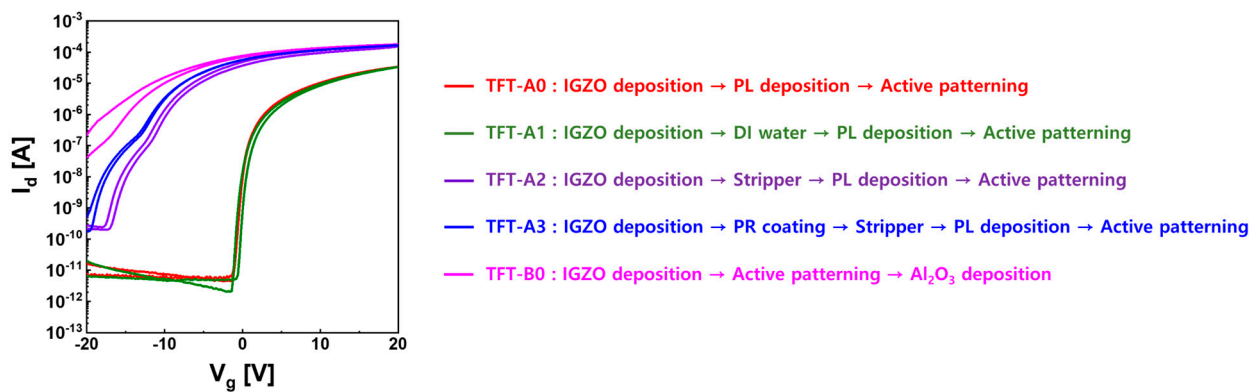 10⁻³
10⁻⁴
10⁻⁵
10⁻⁶
10⁻⁷
10⁻⁸
10⁻⁹
10⁻¹⁰
10⁻¹¹
10⁻¹²
10⁻¹³
I_d [A]
-20 -10 0 10 20
V_g [V]
TFT-A0 : IGZO deposition → PL deposition → Active patterning
TFT-A1 : IGZO deposition → DI water → PL deposition → Active patterning
TFT-A2 : IGZO deposition → Stripper → PL deposition → Active patterning
TFT-A3 : IGZO deposition → PR coating → Stripper → PL deposition → Active patterning
TFT-B0 : IGZO deposition → Active patterning → Al₂O₃ deposition